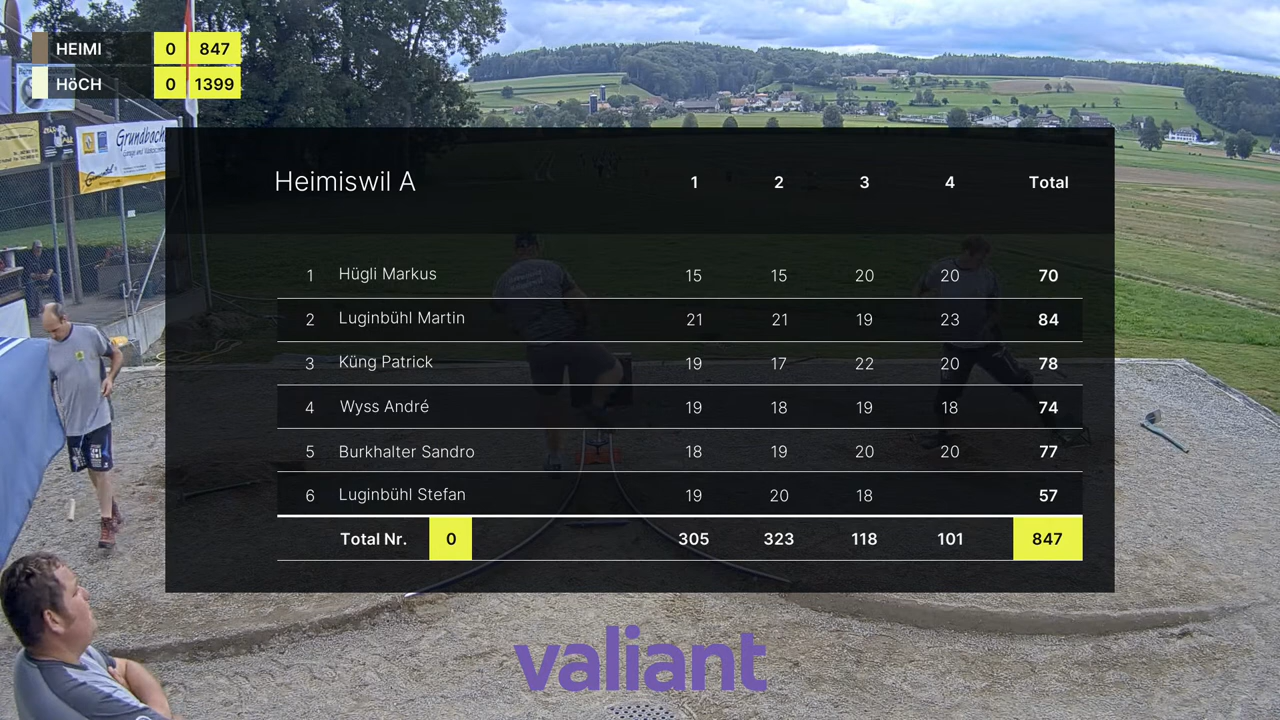 HEIMI 0 847
HöCH 0 1399
Grundbach
Heimiswil A 1 2 3 4 Total
1 Hügli Markus 15 15 20 20 70
2 Luginbühl Martin 21 21 19 23 84
3 Küng Patrick 19 17 22 20 78
4 Wyss André 19 18 19 18 74
5 Burkhalter Sandro 18 19 20 20 77
6 Luginbühl Stefan 19 20 18 57
Total Nr. 0 305 323 118 101 847
valiant